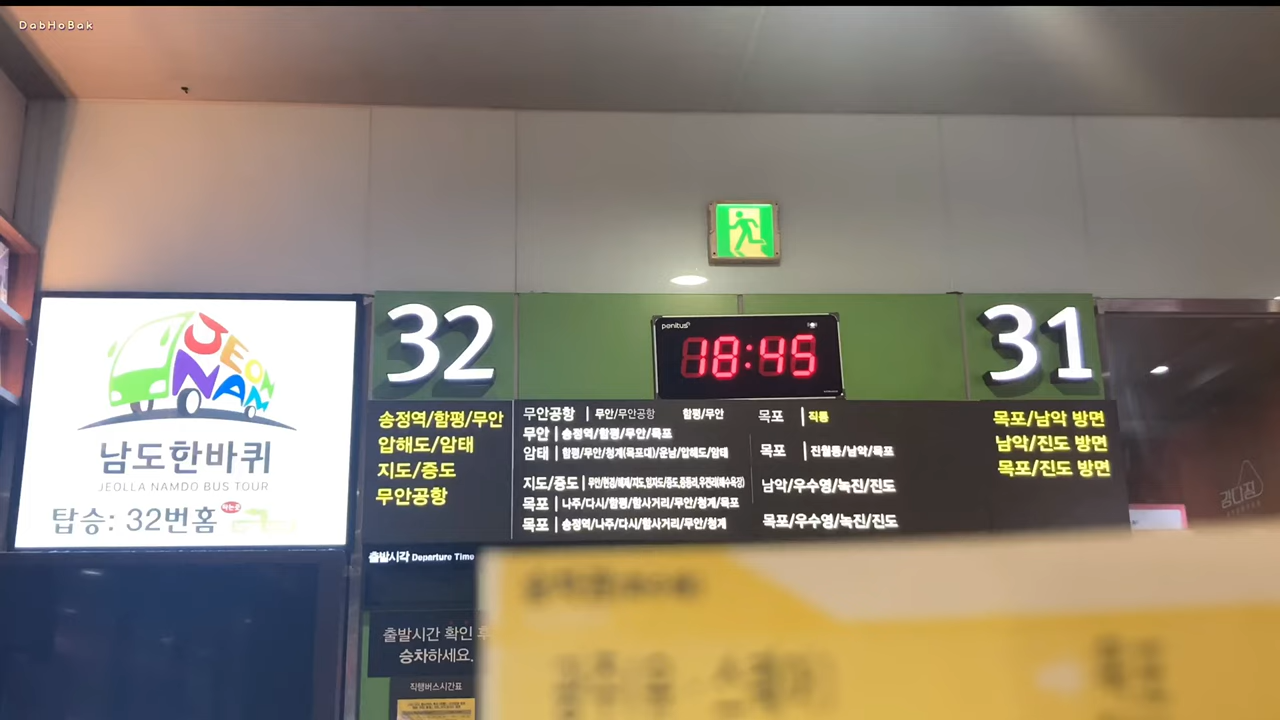 DabHoBak
JEONNAM
남도한바퀴
JEOLLA NAMDO BUS TOUR
탑승: 32번홈
32
penitus
18:45
31
송정역/함평/무안
압해도/암태
지도/증도
무안공항
무안공항 | 무안/무안공항 함평/무안
무안 | 송정역/함평/무안/목포
암태 | 함평/무안/청계(목포대)/운남/압해도/암태
지도/증도
목포 | 나주/다시/함평/함사거리/무안/청계/목포
목포 | 송정역/나주/다시/함사거리/무안/청계
목포 | 직통
목포 | 진월동/남악/목포
남악/우수영/녹진/진도
목포/우수영/녹진/진도
목포/남악 방면
남악/진도 방면
목포/진도 방면
출발시각 Departure Time
출발시간 확인 후
승차하세요.
직행버스시간표